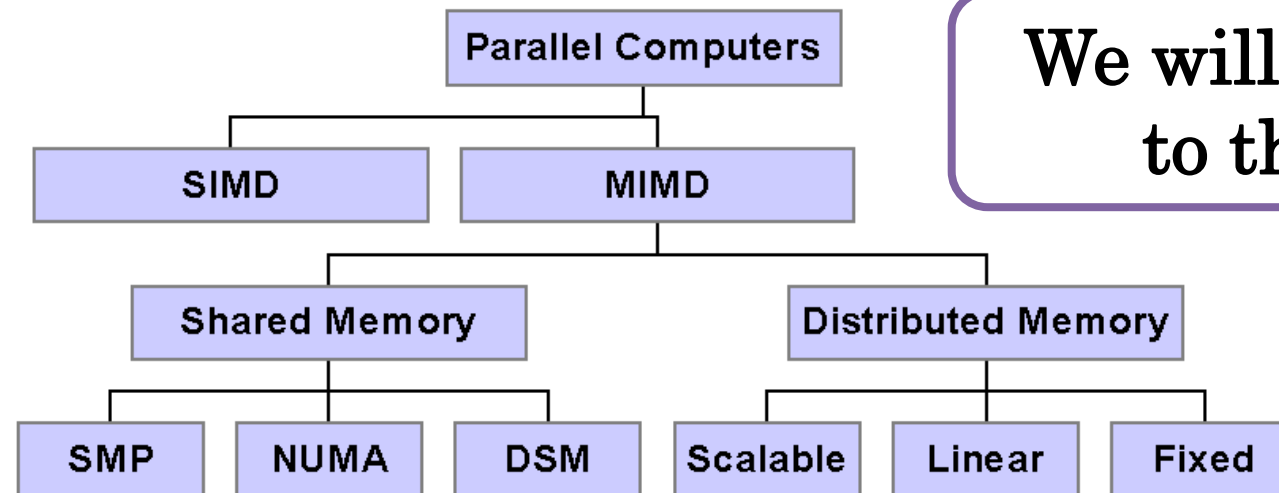 Parallel Computers
We will
to th
SIMD
MIMD
Shared Memory
Distributed Memory
SMP
NUMA
DSM
Scalable
Linear
Fixed